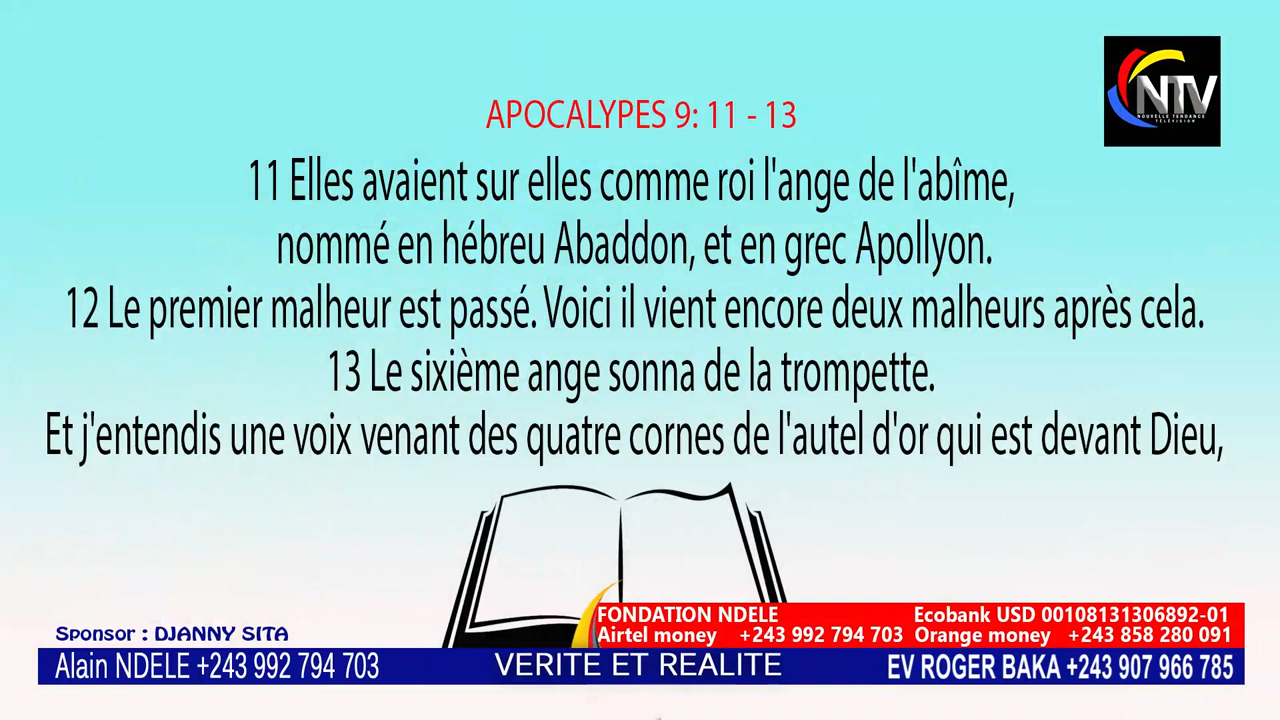 NTV
NOUVELLE TENDANCE
TÉLÉVISION
APOCALYPES 9: 11 - 13
11 Elles avaient sur elles comme roi l'ange de l'abîme,
nommé en hébreu Abaddon, et en grec Apollyon.
12 Le premier malheur est passé. Voici il vient encore deux malheurs après cela.
13 Le sixième ange sonna de la trompette.
Et j'entendis une voix venant des quatre cornes de l'autel d'or qui est devant Dieu,
FONDATION NDELE Ecobank USD 00108131306892-01
Airtel money +243 992 794 703 Orange money +243 858 280 091
Sponsor : DJANNY SITA
Alain NDELE +243 992 794 703 VERITE ET REALITE EV ROGER BAKA +243 907 966 785